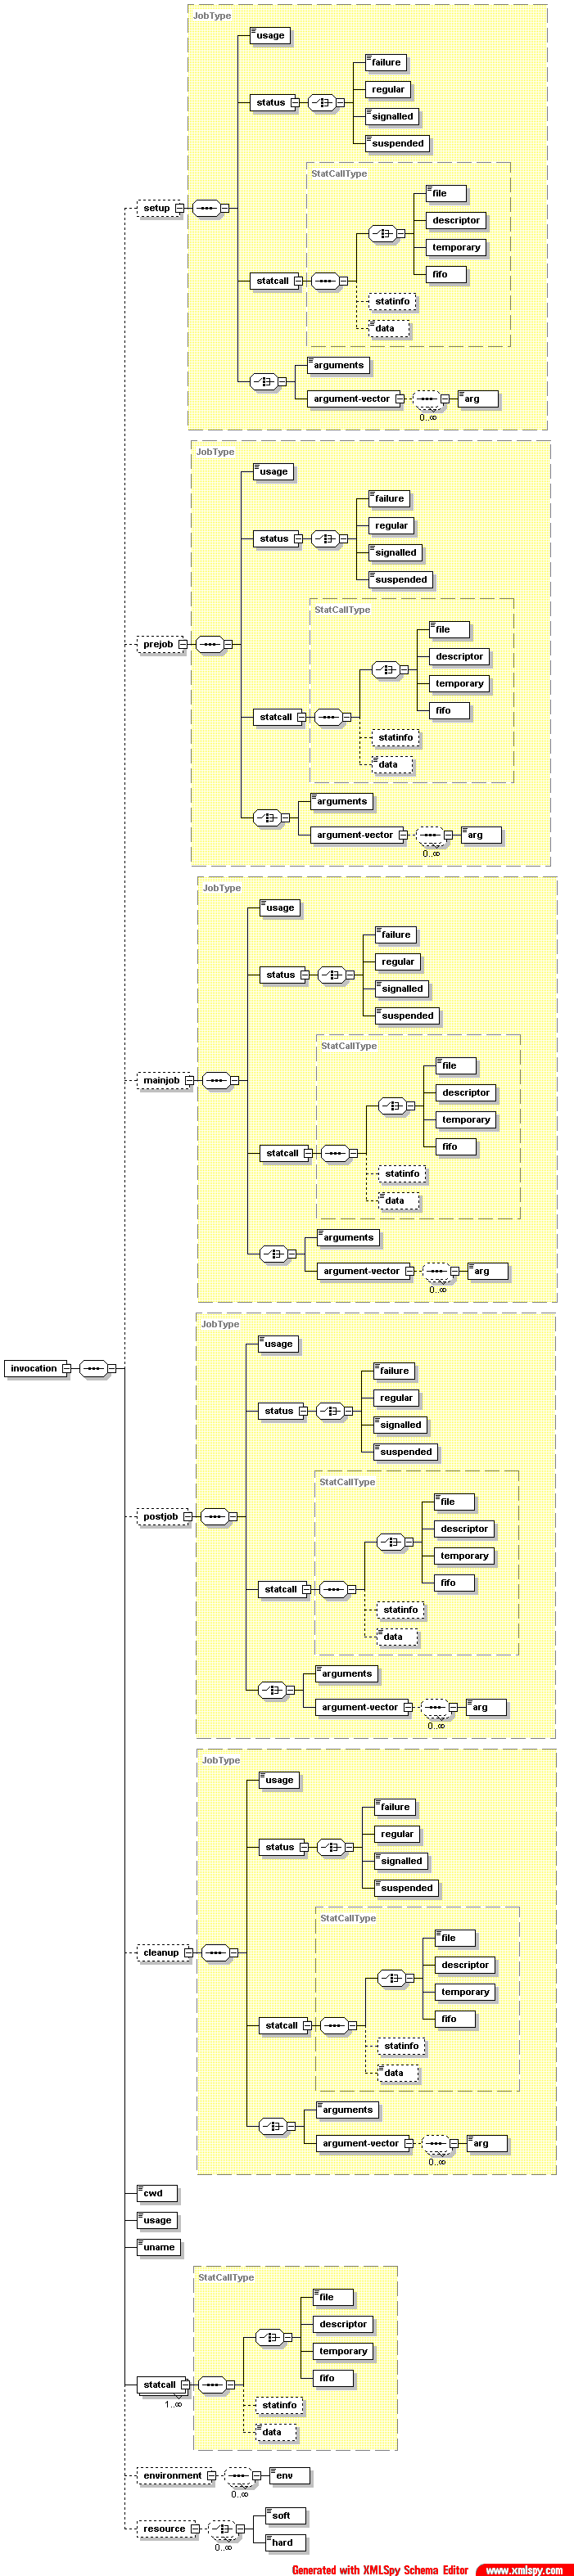 JobType
usage
failure
status
regular
signalled
suspended
StatCallType
file
setup
descriptor
temporary
fifo
statcall
statinfo
data
arguments
argument-vector
arg
0..∞
JobType
usage
failure
regular
status
signalled
suspended
StatCallType
file
prejob
descriptor
temporary
fifo
statcall
statinfo
data
arguments
argument-vector
arg
0..∞
JobType
usage
failure
regular
status
signalled
suspended
StatCallType
file
mainjob
descriptor
temporary
fifo
statcall
statinfo
data
arguments
argument-vector
arg
0..∞
JobType
usage
invocation
failure
regular
status
signalled
suspended
StatCallType
file
postjob
descriptor
temporary
fifo
statcall
statinfo
data
arguments
argument-vector
arg
0..∞
JobType
usage
failure
regular
status
signalled
suspended
StatCallType
file
cleanup
descriptor
temporary
fifo
statcall
statinfo
data
arguments
argument-vector
arg
0..∞
cwd
usage
uname
StatCallType
file
descriptor
temporary
fifo
statcall
1..∞
statinfo
data
environment
env
0..∞
soft
resource
hard
0..∞
Generated with XMLSpy Schema Editor www.xmlspy.com